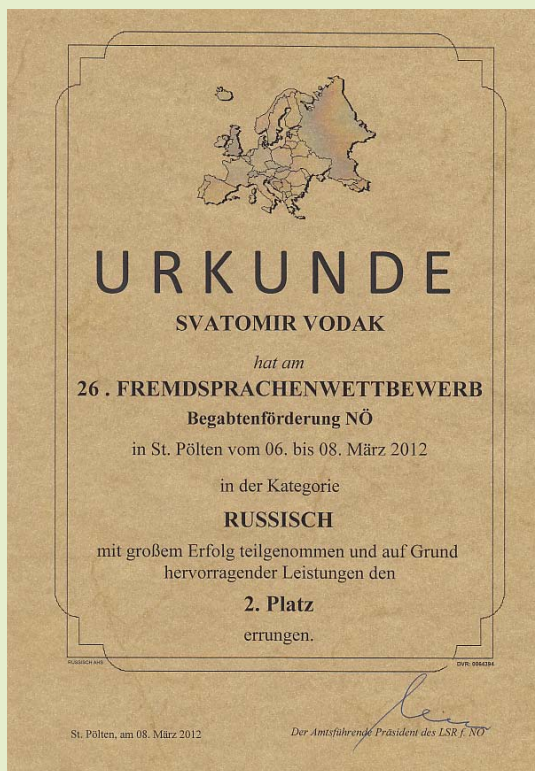 URKUNDE
SVATOMIR VODAK
hat am
26 . FREMDSPRACHENWETTBEWERB
Begabtenförderung NÖ
in St. Pölten vom 06. bis 08. März 2012
in der Kategorie
RUSSISCH
mit großem Erfolg teilgenommen und auf Grund
hervorragender Leistungen den
2. Platz
errungen.
RUSSISCH AHS
DVR: 0064394
St. Pölten, am 08. März 2012
Der Amtsführende Präsident des LSR f. NÖ